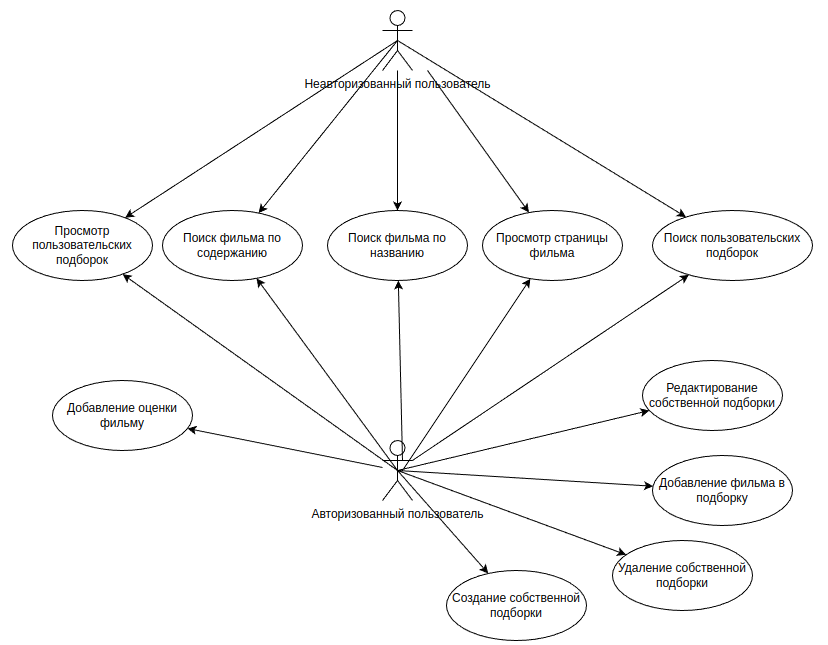 Неавторизованный пользователь
Просмотр
пользовательских
подборок
Поиск фильма по
содержанию
Поиск фильма по
названию
Просмотр страницы
фильма
Поиск пользовательских
подборок
Добавление оценки
фильму
Редактирование
собственной подборки
Добавление фильма в
подборку
Авторизованный пользователь
Удаление собственной
подборки
Создание собственной
подборки